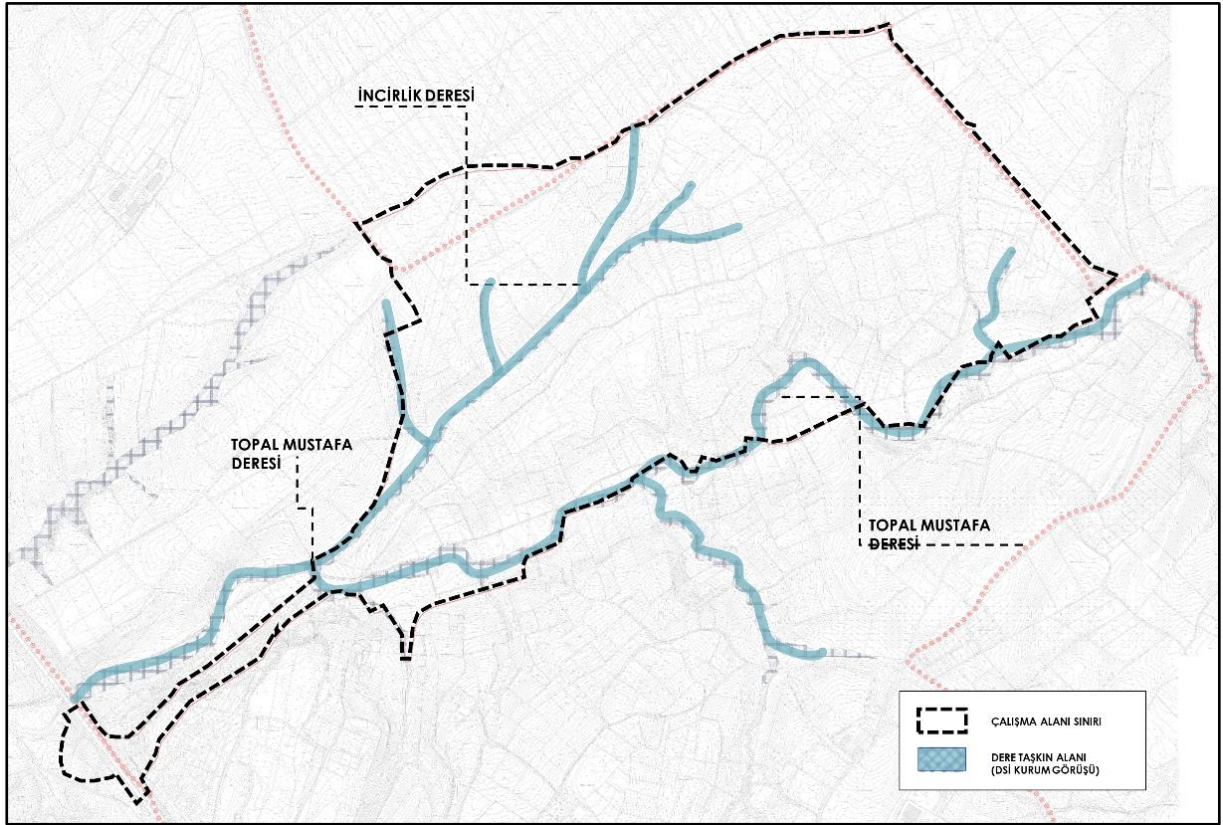 İNCİRLİK DERESİ
TOPAL MUSTAFA
DERESİ
TOPAL MUSTAFA
DERESİ
ÇALIŞMA ALANI SINIRI
DERE TAŞKIN ALANI
(DSİ KURUM GÖRÜŞÜ)